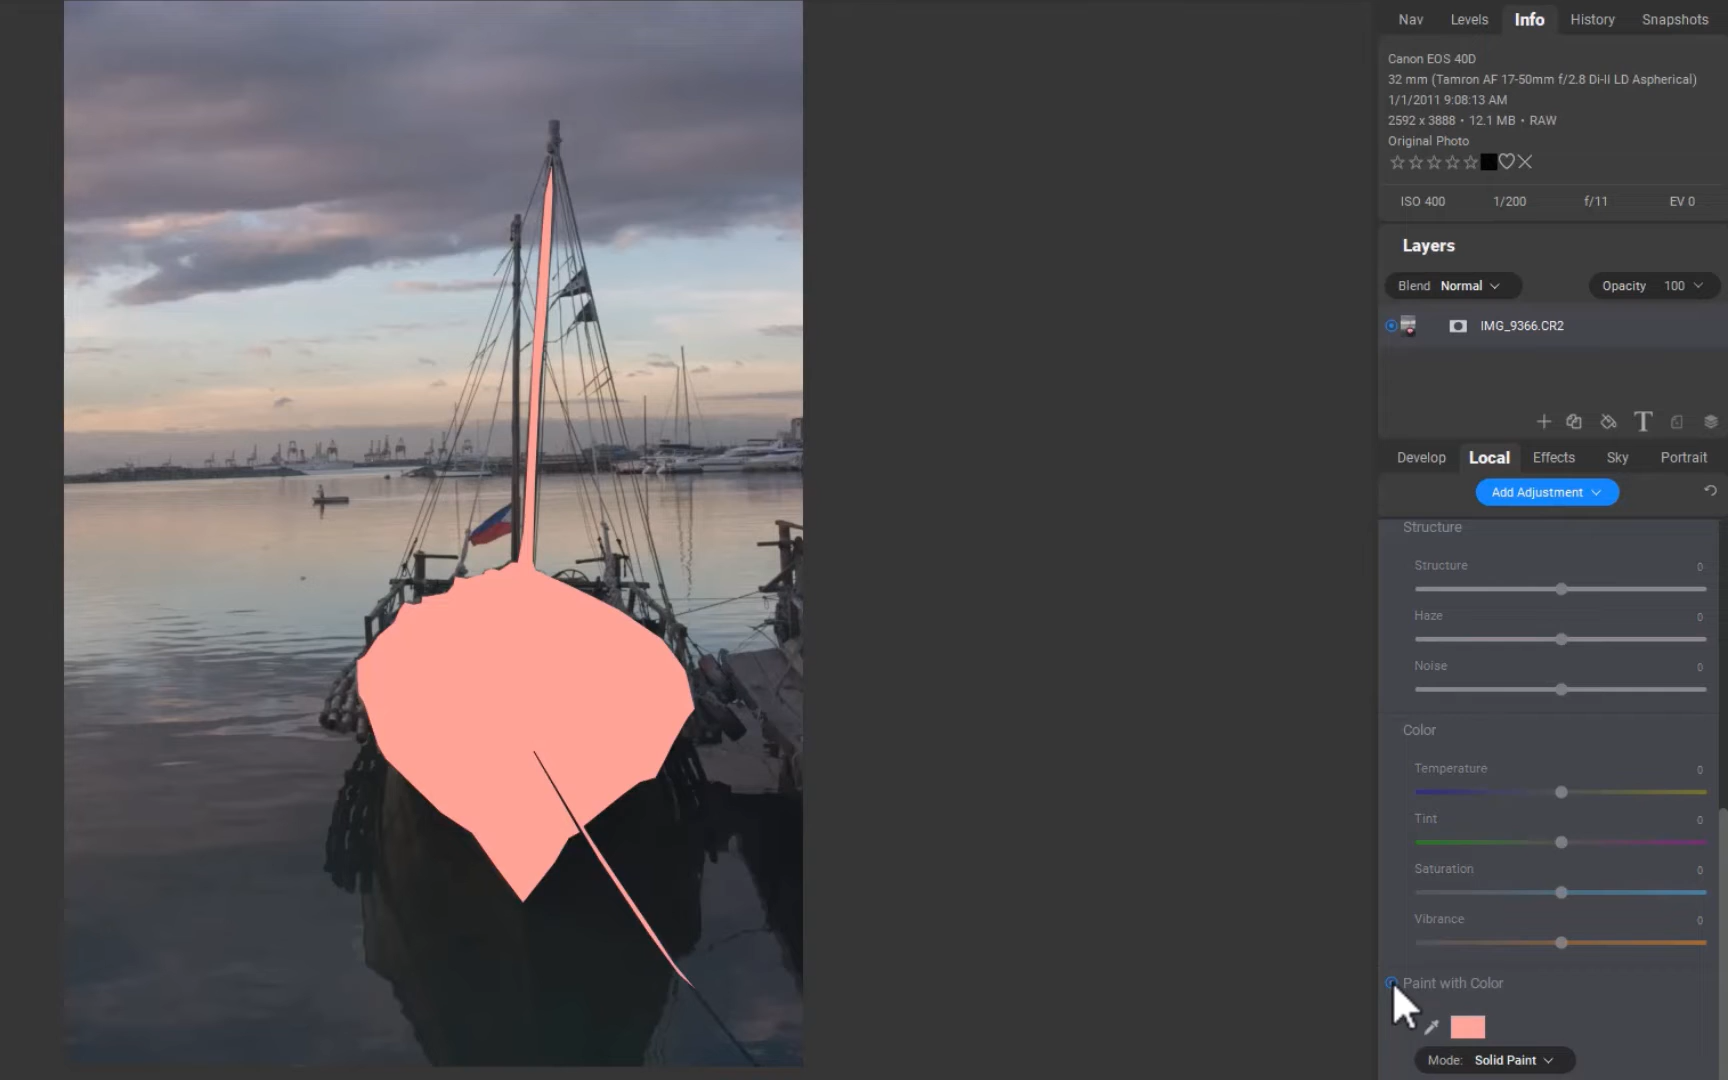 Nav Levels Info History Snapshots
Canon EOS 40D
32 mm (Tamron AF 17-50mm f/2.8 Di-II LD Aspherical)
1/1/2011 9:08:13 AM
2592 x 3888 • 12.1 MB • RAW
Original Photo
ISO 400 1/200 f/11 EV 0
Layers
Blend Normal Opacity 100
IMG_9366.CR2
T
Develop Local Effects Sky Portrait
Add Adjustment
Structure
Structure 0
Haze 0
Noise 0
Color
Temperature 0
Tint 0
Saturation 0
Vibrance 0
Paint with Color
Mode: Solid Paint